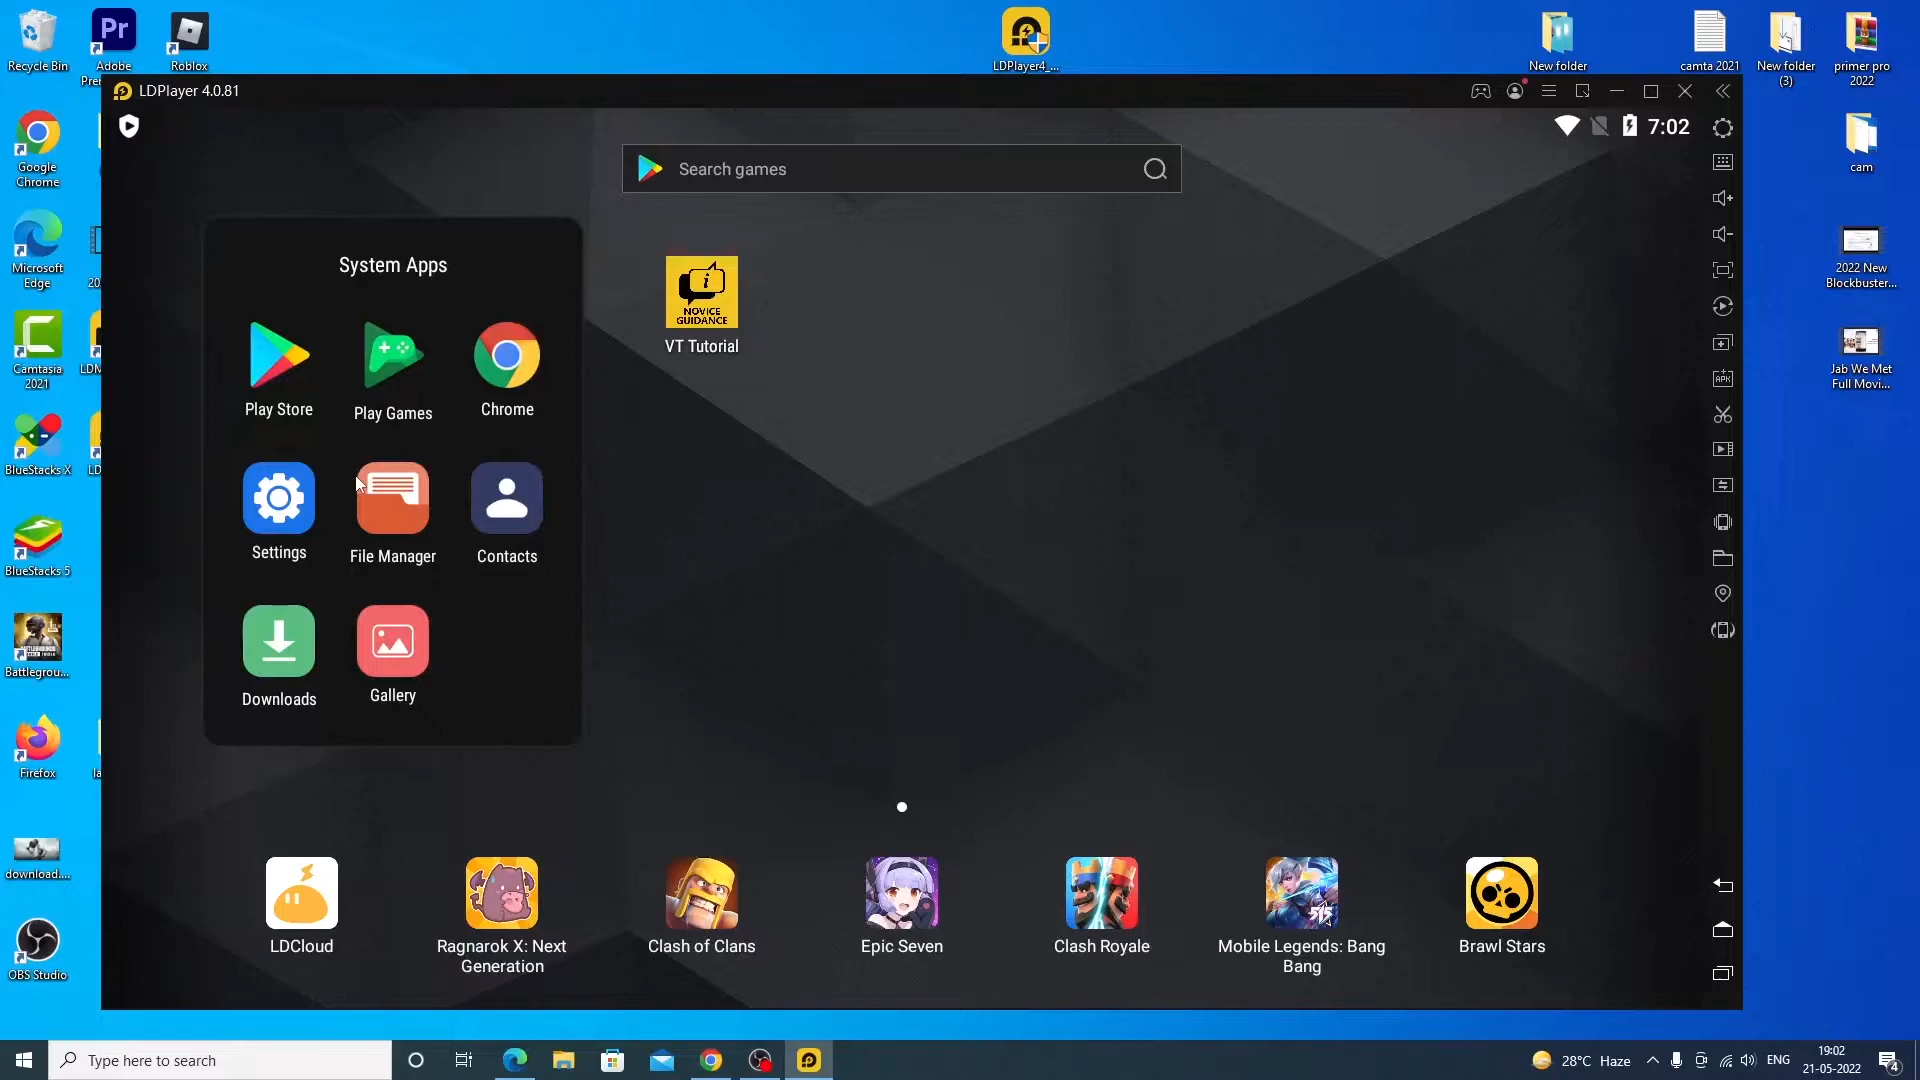 Recycle Bin
Adobe
Roblox
LDPlayer4_...
New folder
camta 2021
New folder
(3)
primer pro
2022
LDPlayer 4.0.81
7:02
Google
Chrome
Search games
cam
System Apps
Microsoft
Edge
NOVICE
GUIDANCE
VT Tutorial
2022 New
Blockbuster...
Play Store
Play Games
Chrome
Camtasia
2021
Jab We Met
Full Movi...
APK
BlueStacks X
Settings
File Manager
Contacts
BlueStacks 5
Battlegrou...
Downloads
Gallery
Firefox
download....
515
LDCloud
Ragnarok X: Next
Generation
Clash of Clans
Epic Seven
Clash Royale
Mobile Legends: Bang
Bang
Brawl Stars
OBS Studio
Type here to search
28°C Haze
ENG
19:02
21-05-2022
4
Pr